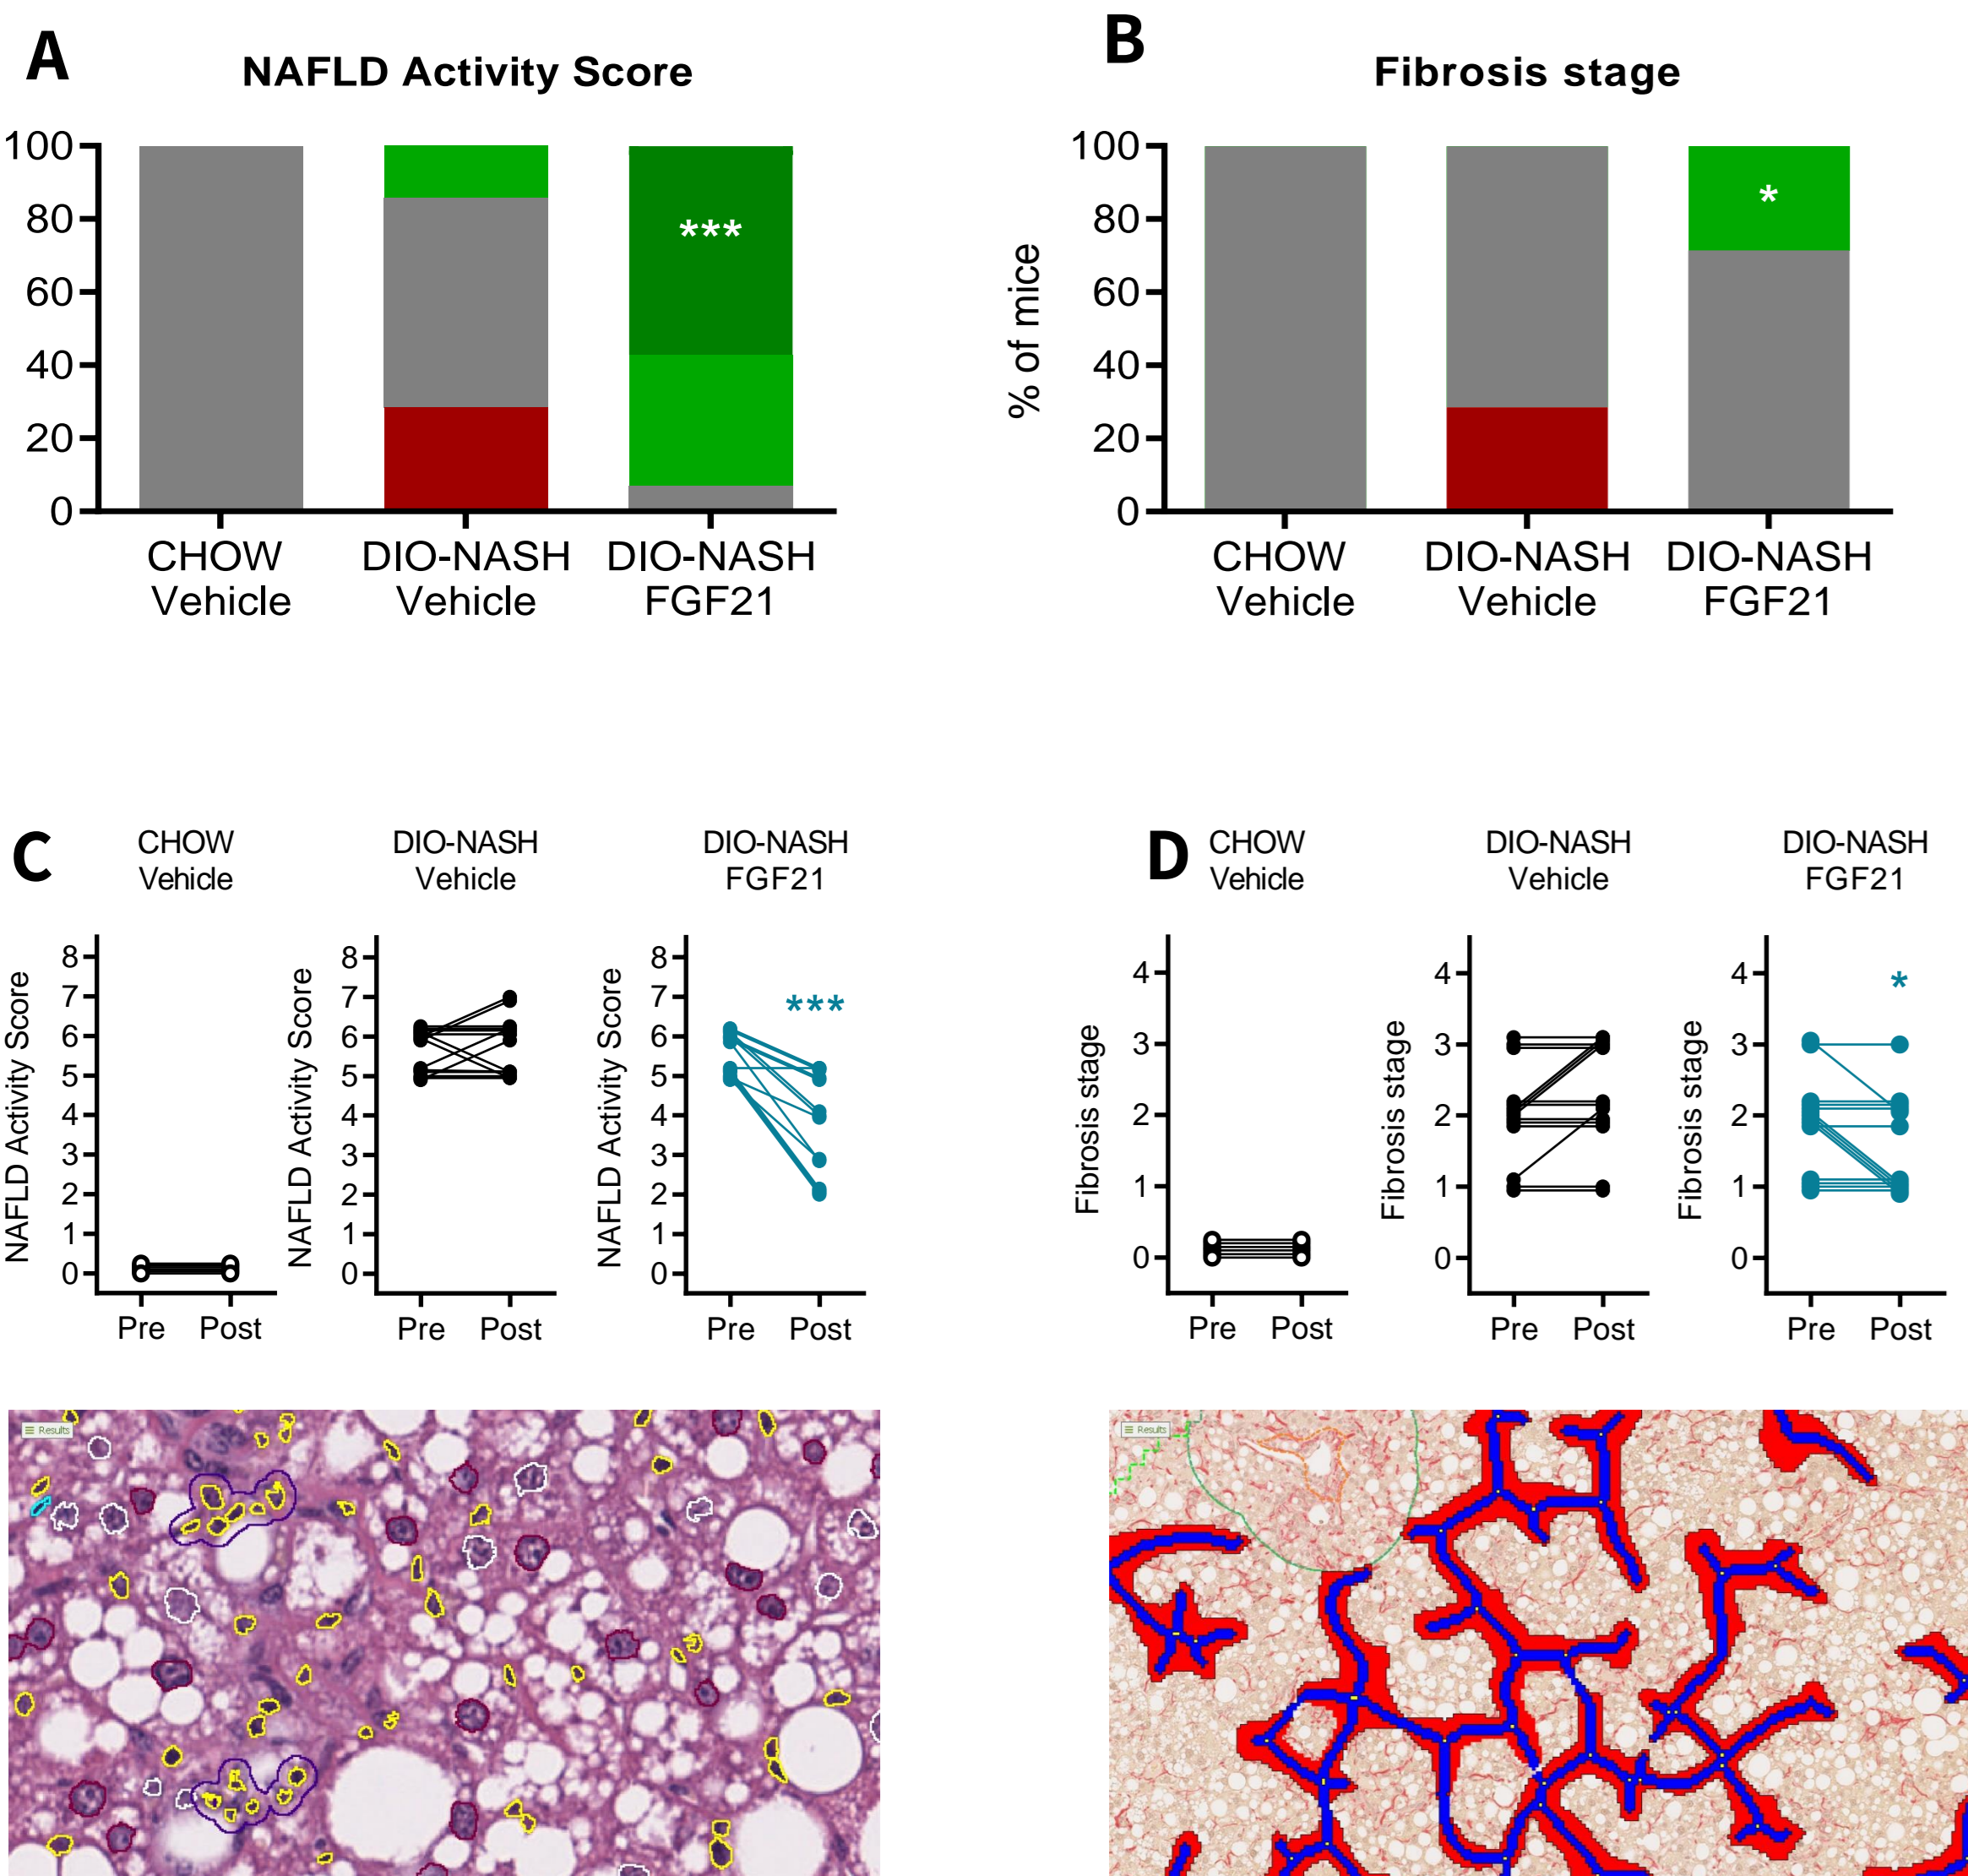 A
NAFLD Activity Score
100
80
60
40
20
0
CHOW
Vehicle
DIO-NASH
Vehicle
DIO-NASH
FGF21
***
B
Fibrosis stage
% of mice
100
80
60
40
20
0
CHOW
Vehicle
DIO-NASH
Vehicle
DIO-NASH
FGF21
*
C
CHOW
Vehicle
NAFLD Activity Score
8
7
6
5
4
3
2
1
0
Pre Post
DIO-NASH
Vehicle
NAFLD Activity Score
8
7
6
5
4
3
2
1
0
Pre Post
DIO-NASH
FGF21
NAFLD Activity Score
8
7
6
5
4
3
2
1
0
***
Pre Post
D
CHOW
Vehicle
Fibrosis stage
4
3
2
1
0
Pre Post
DIO-NASH
Vehicle
Fibrosis stage
4
3
2
1
0
Pre Post
DIO-NASH
FGF21
Fibrosis stage
4
3
2
1
0
*
Pre Post
Results
Results